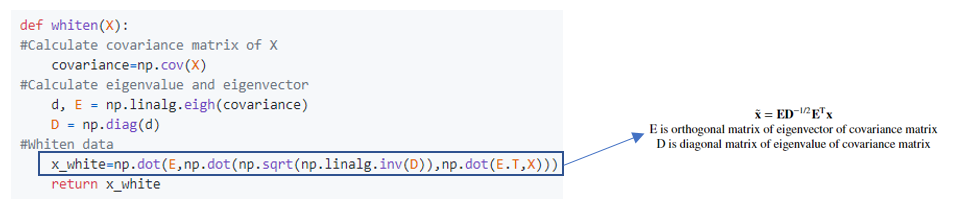 def whiten(X):
#Calculate covariance matrix of X
    covariance=np.cov(X)
#Calculate eigenvalue and eigenvector
    d, E = np.linalg.eigh(covariance)
    D = np.diag(d)
#Whiten data
    x_white=np.dot(E,np.dot(np.sqrt(np.linalg.inv(D)),np.dot(E.T,X)))
    return x_white
x̃ = ED⁻¹/²Eᵀx
E is orthogonal matrix of eigenvector of covariance matrix
D is diagonal matrix of eigenvalue of covariance matrix